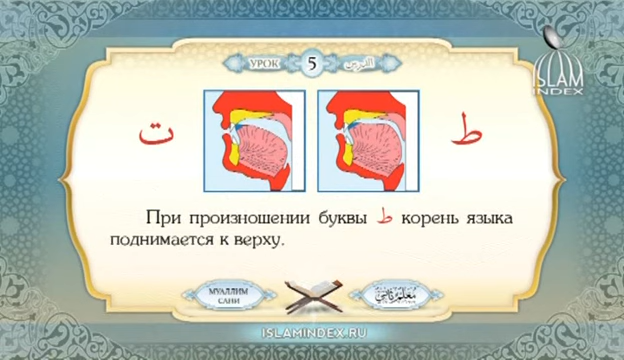 УРОК 5 الدرس
ISLAM
INDEX
ت ط
При произношении буквы ط корень языка
поднимается к верху.
МУАЛЛИМ
САНИ
معلم ثاني
ISLAMINDEX.RU